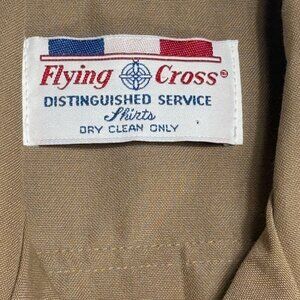 Flying Cross®
DISTINGUISHED SERVICE
Shirts
DRY CLEAN ONLY